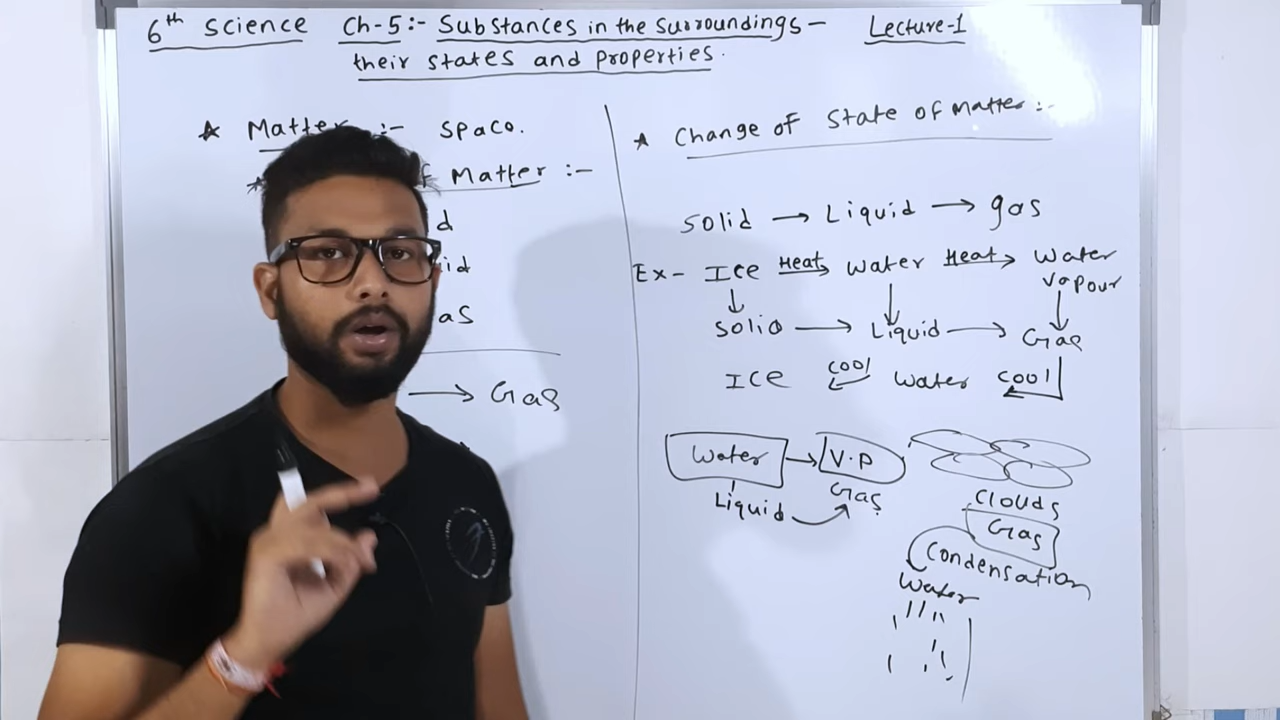 6th Science Ch-5:- Substances in the Surroundings- Lecture-1
their states and properties.
* Matter :- Space.
* Matter :-
d
id
as
→ Gas
* Change of State of Matter :-
Solid → Liquid → gas
Ex- Ice Heat→ Water Heat→ Water
vapour
Solid → Liquid → Gas
Ice cool Water cool
Water → V.P
Liquid Gas
Clouds
Gas
Condensation
Water